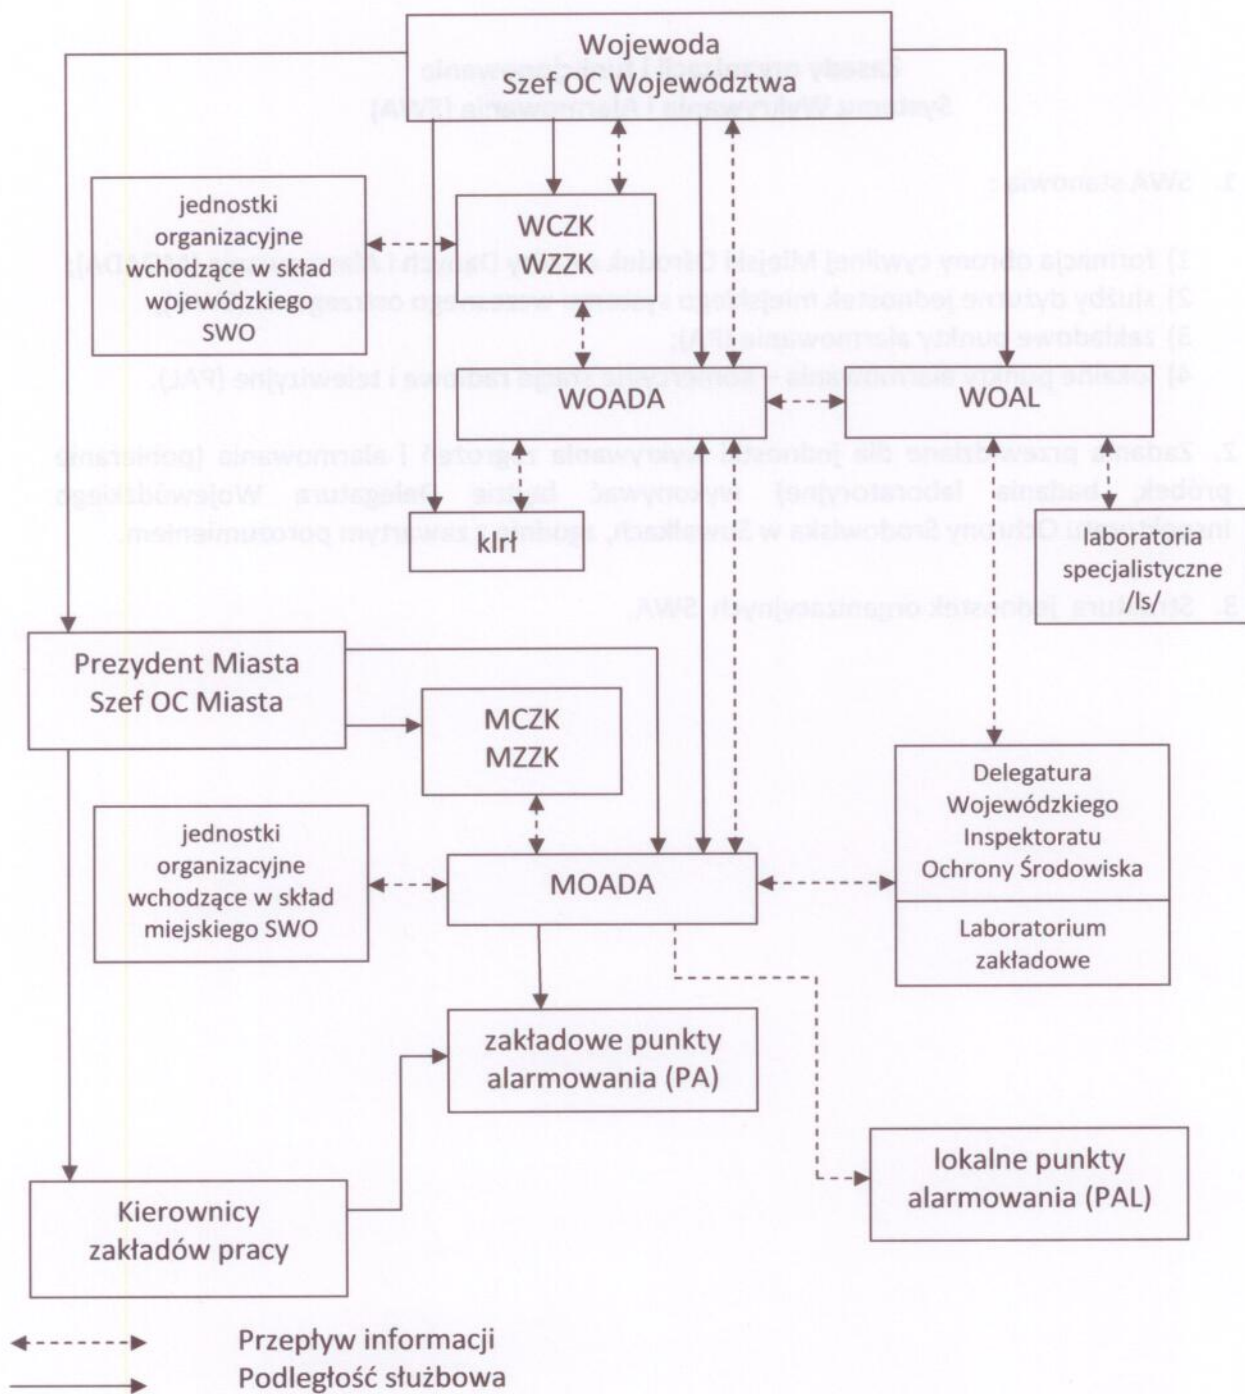 Wojewoda
Szef OC Województwa
jednostki
organizacyjne
wchodzące w skład
wojewódzkiego
SWO
WCZK
WZZK
WOADA
WOAL
klrł
laboratoria
specjalistyczne
/ls/
Prezydent Miasta
Szef OC Miasta
MCZK
MZZK
Delegatura
Wojewódzkiego
Inspektoratu
Ochrony Środowiska
Laboratorium
zakładowe
jednostki
organizacyjne
wchodzące w skład
miejskiego SWO
MOADA
zakładowe punkty
alarmowania (PA)
lokalne punkty
alarmowania (PAL)
Kierownicy
zakładów pracy
Przepływ informacji
Podległość służbowa